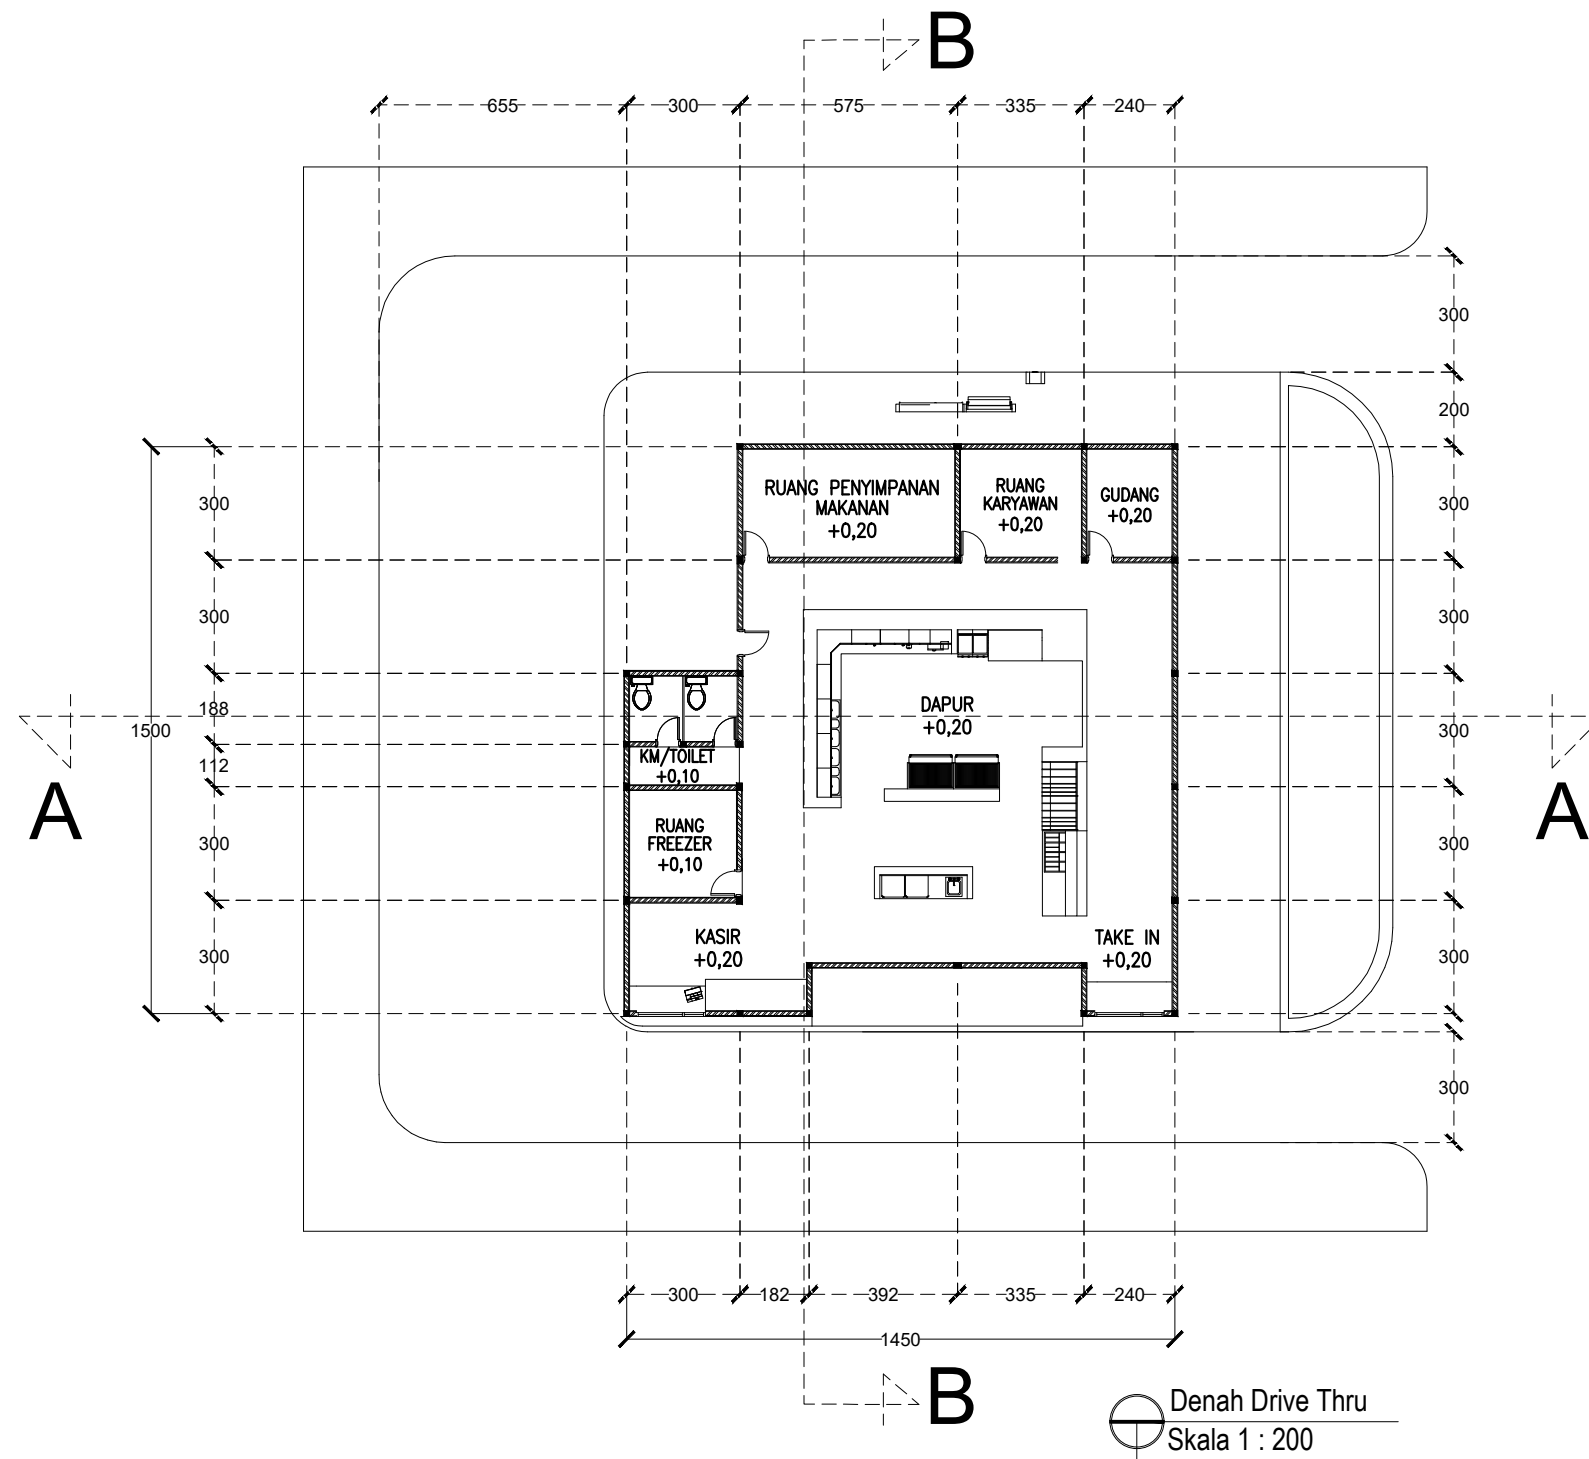 B
655
300
575
335
240
300
200
300
RUANG PENYIMPANAN
MAKANAN
+0,20
RUANG
KARYAWAN
+0,20
GUDANG
+0,20
300
300
300
188
1500
112
KM/TOILET
+0,10
DAPUR
+0,20
300
A
A
300
RUANG
FREEZER
+0,10
300
300
KASIR
+0,20
TAKE IN
+0,20
300
300
300
182
392
335
240
1450
B
Denah Drive Thru
Skala 1 : 200